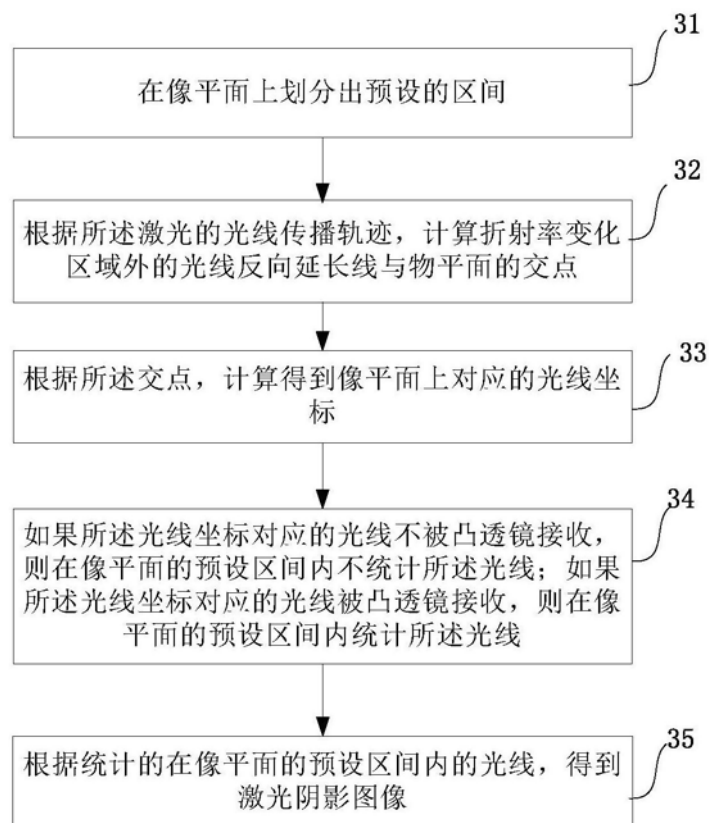 31
在像平面上划分出预设的区间
32
根据所述激光的光线传播轨迹，计算折射率变化
区域外的光线反向延长线与物平面的交点
33
根据所述交点，计算得到像平面上对应的光线坐
标
34
如果所述光线坐标对应的光线不被凸透镜接收，
则在像平面的预设区间内不统计所述光线；如果
所述光线坐标对应的光线被凸透镜接收，则在像
平面的预设区间内统计所述光线
35
根据统计的在像平面的预设区间内的光线，得到
激光阴影图像